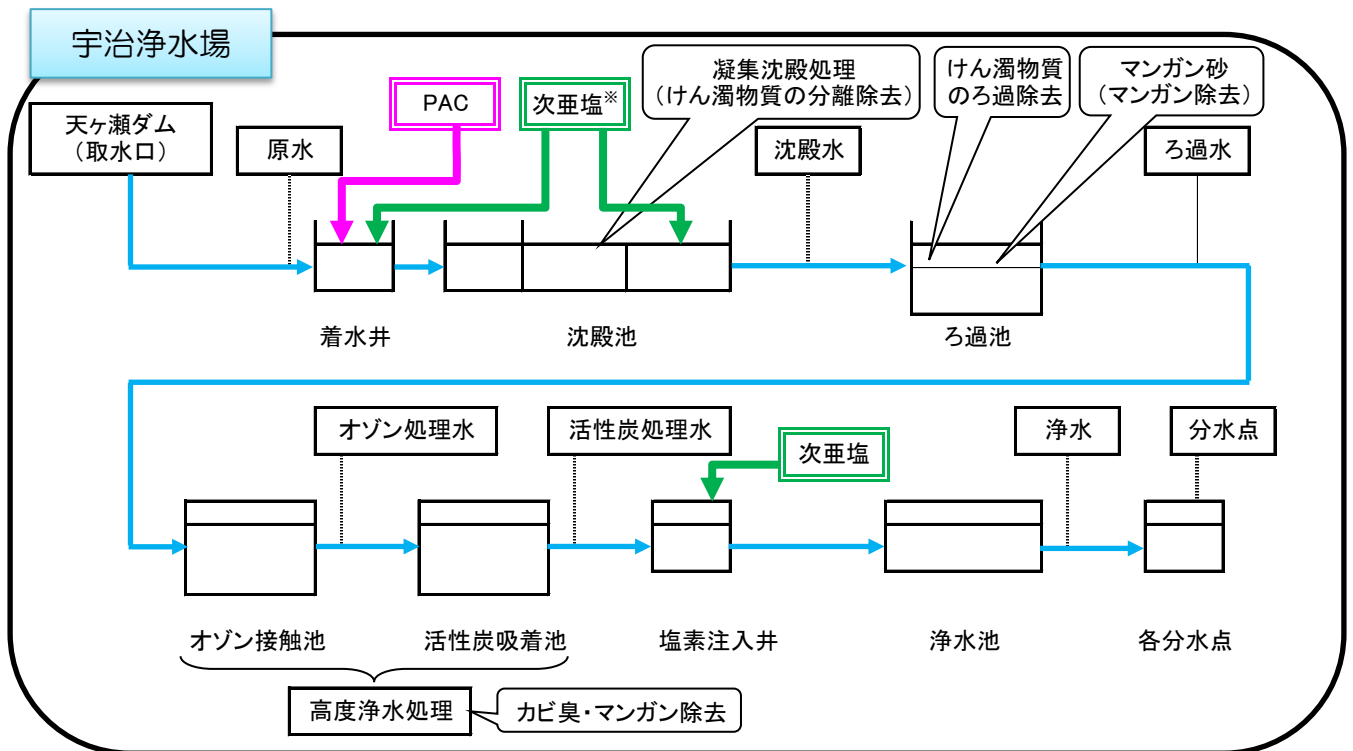 宇治浄水場
天ヶ瀬ダム
（取水口）
原水
PAC
次亜塩※
凝集沈殿処理
（けん濁物質の分離除去）
沈殿水
けん濁物質
のろ過除去
マンガン砂
（マンガン除去）
ろ過水
着水井
沈殿池
ろ過池
オゾン処理水
活性炭処理水
次亜塩
浄水
分水点
オゾン接触池
活性炭吸着池
塩素注入井
浄水池
各分水点
高度浄水処理
カビ臭・マンガン除去